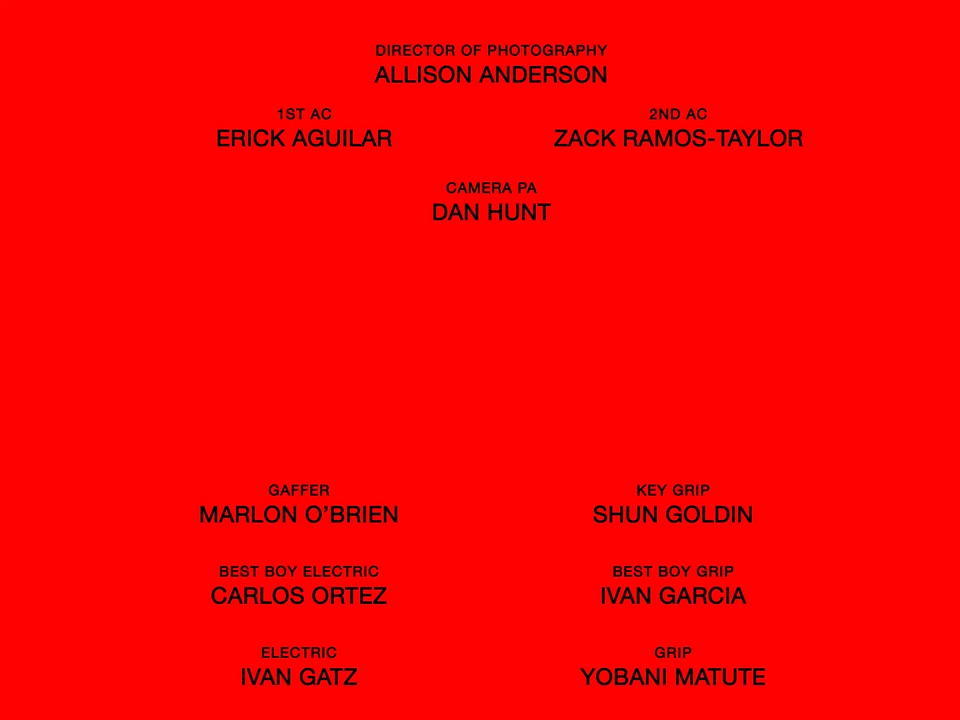 DIRECTOR OF PHOTOGRAPHY
ALLISON ANDERSON
1ST AC
ERICK AGUILAR
2ND AC
ZACK RAMOS-TAYLOR
CAMERA PA
DAN HUNT
GAFFER
MARLON O’BRIEN
KEY GRIP
SHUN GOLDIN
BEST BOY ELECTRIC
CARLOS ORTEZ
BEST BOY GRIP
IVAN GARCIA
ELECTRIC
IVAN GATZ
GRIP
YOBANI MATUTE